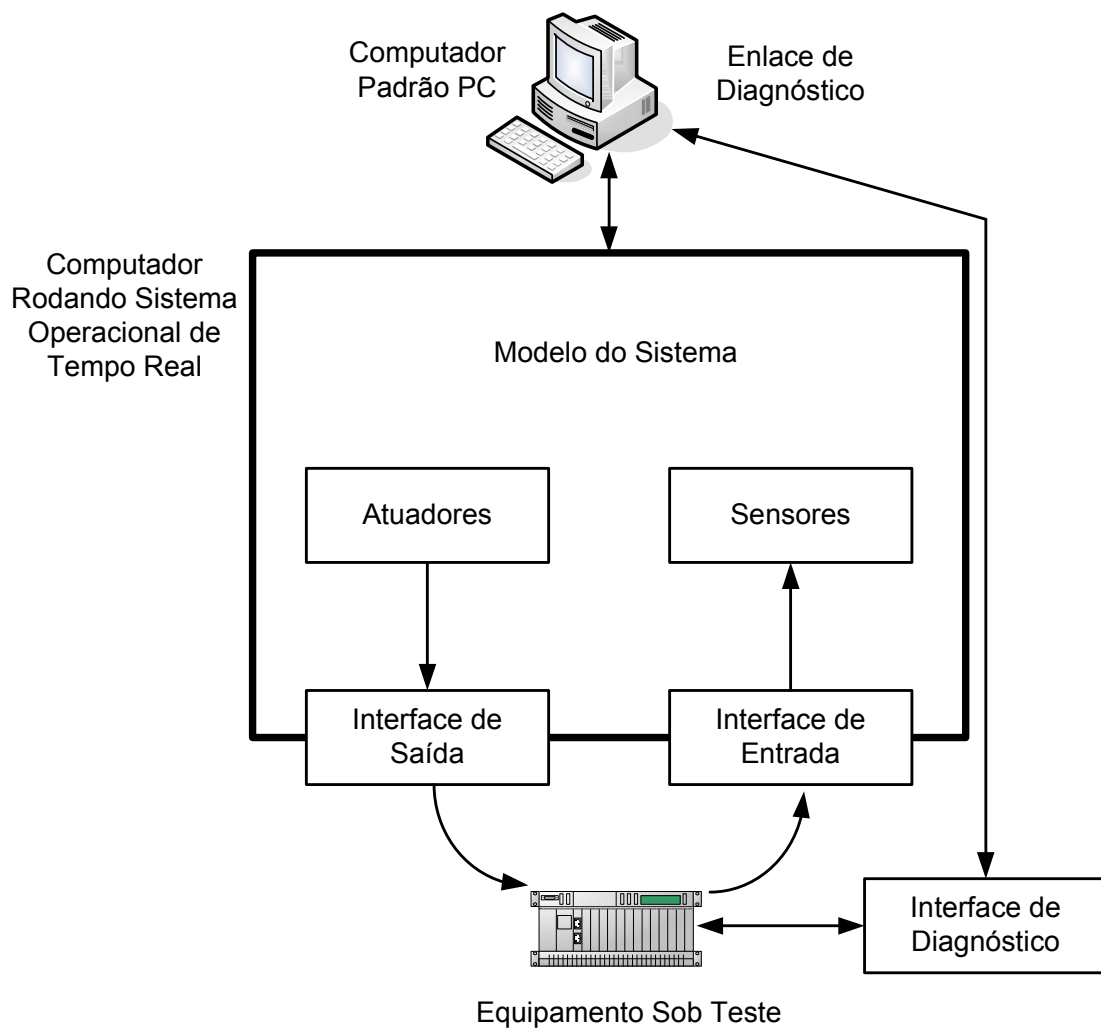 Computador
Padrão PC
Enlace de
Diagnóstico
Computador
Rodando Sistema
Operacional de
Tempo Real
Modelo do Sistema
Atuadores
Sensores
Interface de
Saída
Interface de
Entrada
Interface de
Diagnóstico
Equipamento Sob Teste